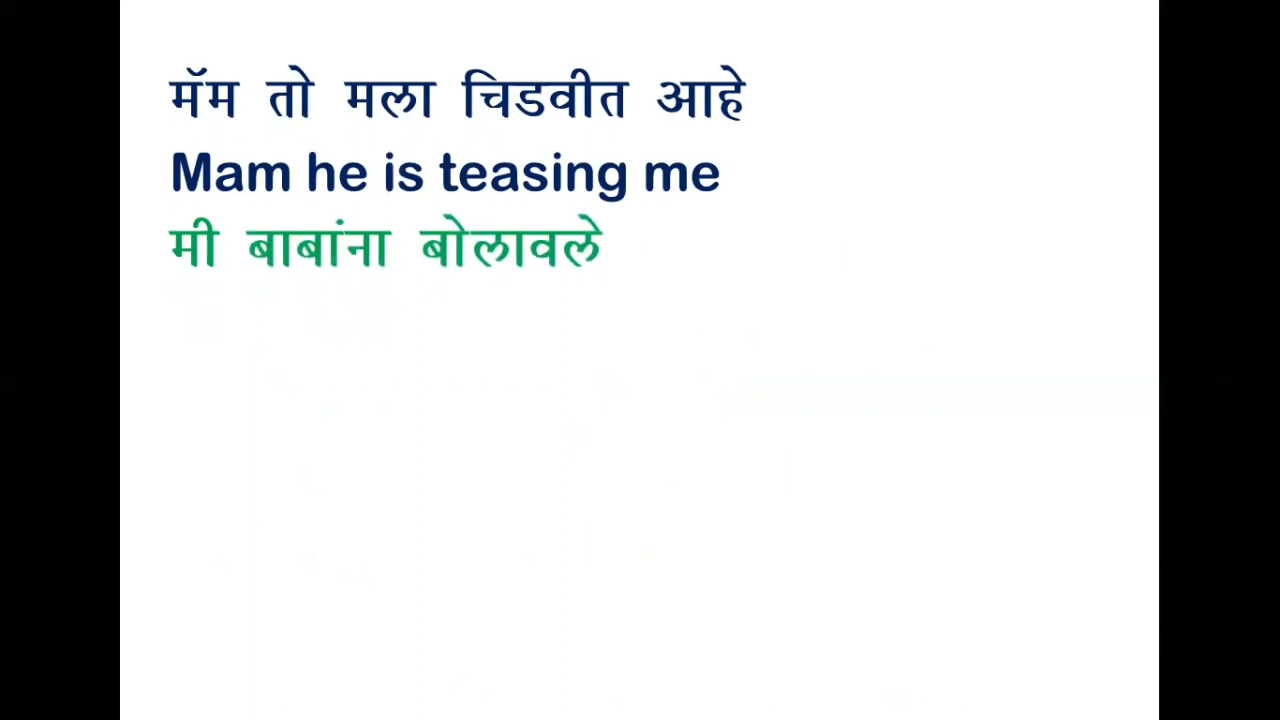 मॅम तो मला चिडवीत आहे
Mam he is teasing me
मी बाबांना बोलावले